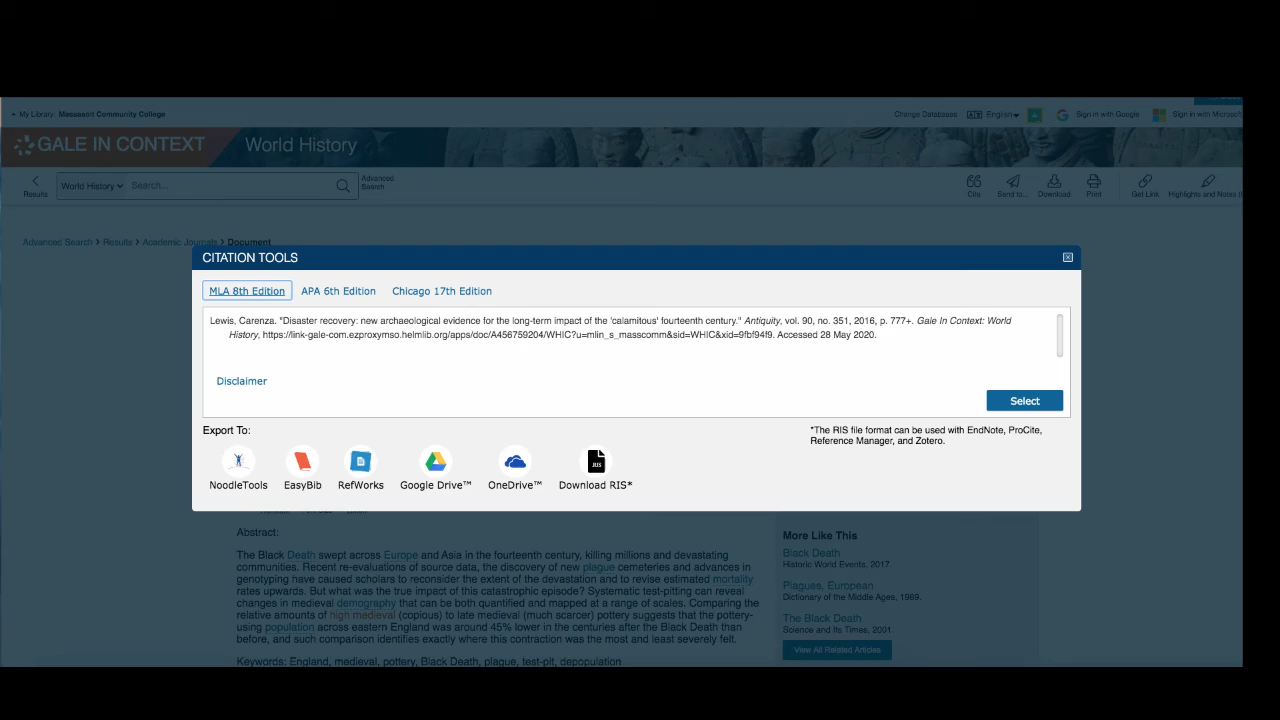 My Library: Massasoit Community College
Change Databases
English
Sign in with Google
Sign in with Microsoft
GALE IN CONTEXT
World History
Results
World History
Search...
Advanced
Search
Cite
Send to...
Download
Print
Get Link
Highlights and Notes (
Advanced Search > Results > Academic Journals > Document
CITATION TOOLS
MLA 8th Edition
APA 6th Edition
Chicago 17th Edition
Lewis, Carenza. "Disaster recovery: new archaeological evidence for the long-term impact of the 'calamitous' fourteenth century." Antiquity, vol. 90, no. 351, 2016, p. 777+. Gale In Context: World
History, https://link-gale-com.ezproxymso.helmlib.org/apps/doc/A456759204/WHIC?u=mlin_s_masscomm&sid=WHIC&xid=9fbf94f9. Accessed 28 May 2020.
Disclaimer
Select
Export To:
*The RIS file format can be used with EndNote, ProCite,
Reference Manager, and Zotero.
NoodleTools
EasyBib
RefWorks
Google Drive™
OneDrive™
Download RIS*
Abstract:
The Black Death swept across Europe and Asia in the fourteenth century, killing millions and devastating
communities. Recent re-evaluations of source data, the discovery of new plague cemeteries and advances in
genotyping have caused scholars to reconsider the extent of the devastation and to revise estimated mortality
rates upwards. But what was the true impact of this catastrophic episode? Systematic test-pitting can reveal
changes in medieval demography that can be both quantified and mapped at a range of scales. Comparing the
relative amounts of high medieval (copious) to late medieval (much scarcer) pottery suggests that the pottery-
using population across eastern England was around 45% lower in the centuries after the Black Death than
before, and such comparison identifies exactly where this contraction was the most and least severely felt.
Keywords: England, medieval, pottery, Black Death, plague, test-pit, depopulation
More Like This
Black Death
Historic World Events, 2017.
Plagues, European
Dictionary of the Middle Ages, 1989.
The Black Death
Science and Its Times, 2001.
View All Related Articles